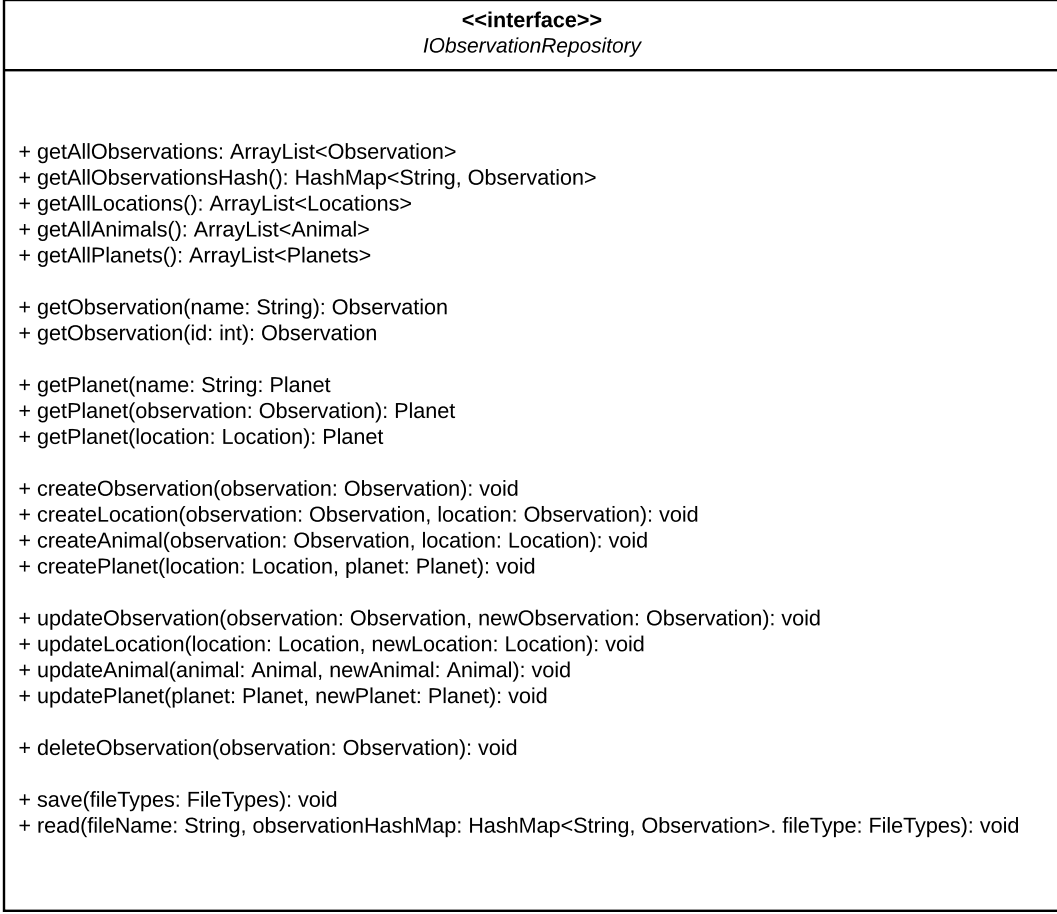 <<interface>>
IObservationRepository
+ getAllObservations: ArrayList<Observation>
+ getAllObservationsHash(): HashMap<String, Observation>
+ getAllLocations(): ArrayList<Locations>
+ getAllAnimals(): ArrayList<Animal>
+ getAllPlanets(): ArrayList<Planets>
+ getObservation(name: String): Observation
+ getObservation(id: int): Observation
+ getPlanet(name: String: Planet
+ getPlanet(observation: Observation): Planet
+ getPlanet(location: Location): Planet
+ createObservation(observation: Observation): void
+ createLocation(observation: Observation, location: Observation): void
+ createAnimal(observation: Observation, location: Location): void
+ createPlanet(location: Location, planet: Planet): void
+ updateObservation(observation: Observation, newObservation: Observation): void
+ updateLocation(location: Location, newLocation: Location): void
+ updateAnimal(animal: Animal, newAnimal: Animal): void
+ updatePlanet(planet: Planet, newPlanet: Planet): void
+ deleteObservation(observation: Observation): void
+ save(fileTypes: FileTypes): void
+ read(fileName: String, observationHashMap: HashMap<String, Observation>. fileType: FileTypes): void